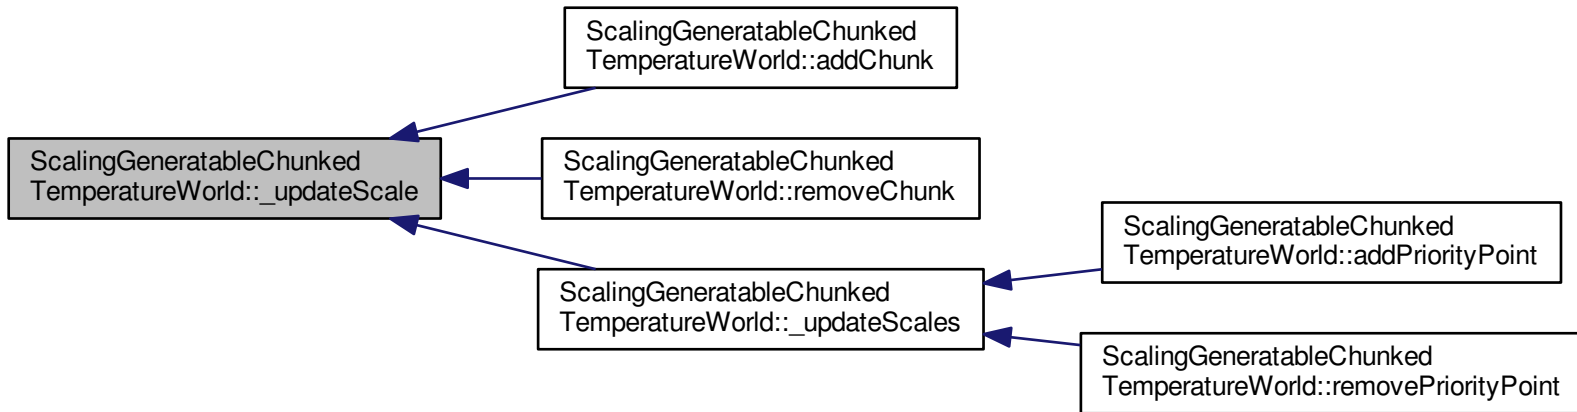 ScalingGeneratableChunked
TemperatureWorld::addChunk
ScalingGeneratableChunked
TemperatureWorld::_updateScale
ScalingGeneratableChunked
TemperatureWorld::removeChunk
ScalingGeneratableChunked
TemperatureWorld::addPriorityPoint
ScalingGeneratableChunked
TemperatureWorld::_updateScales
ScalingGeneratableChunked
TemperatureWorld::removePriorityPoint